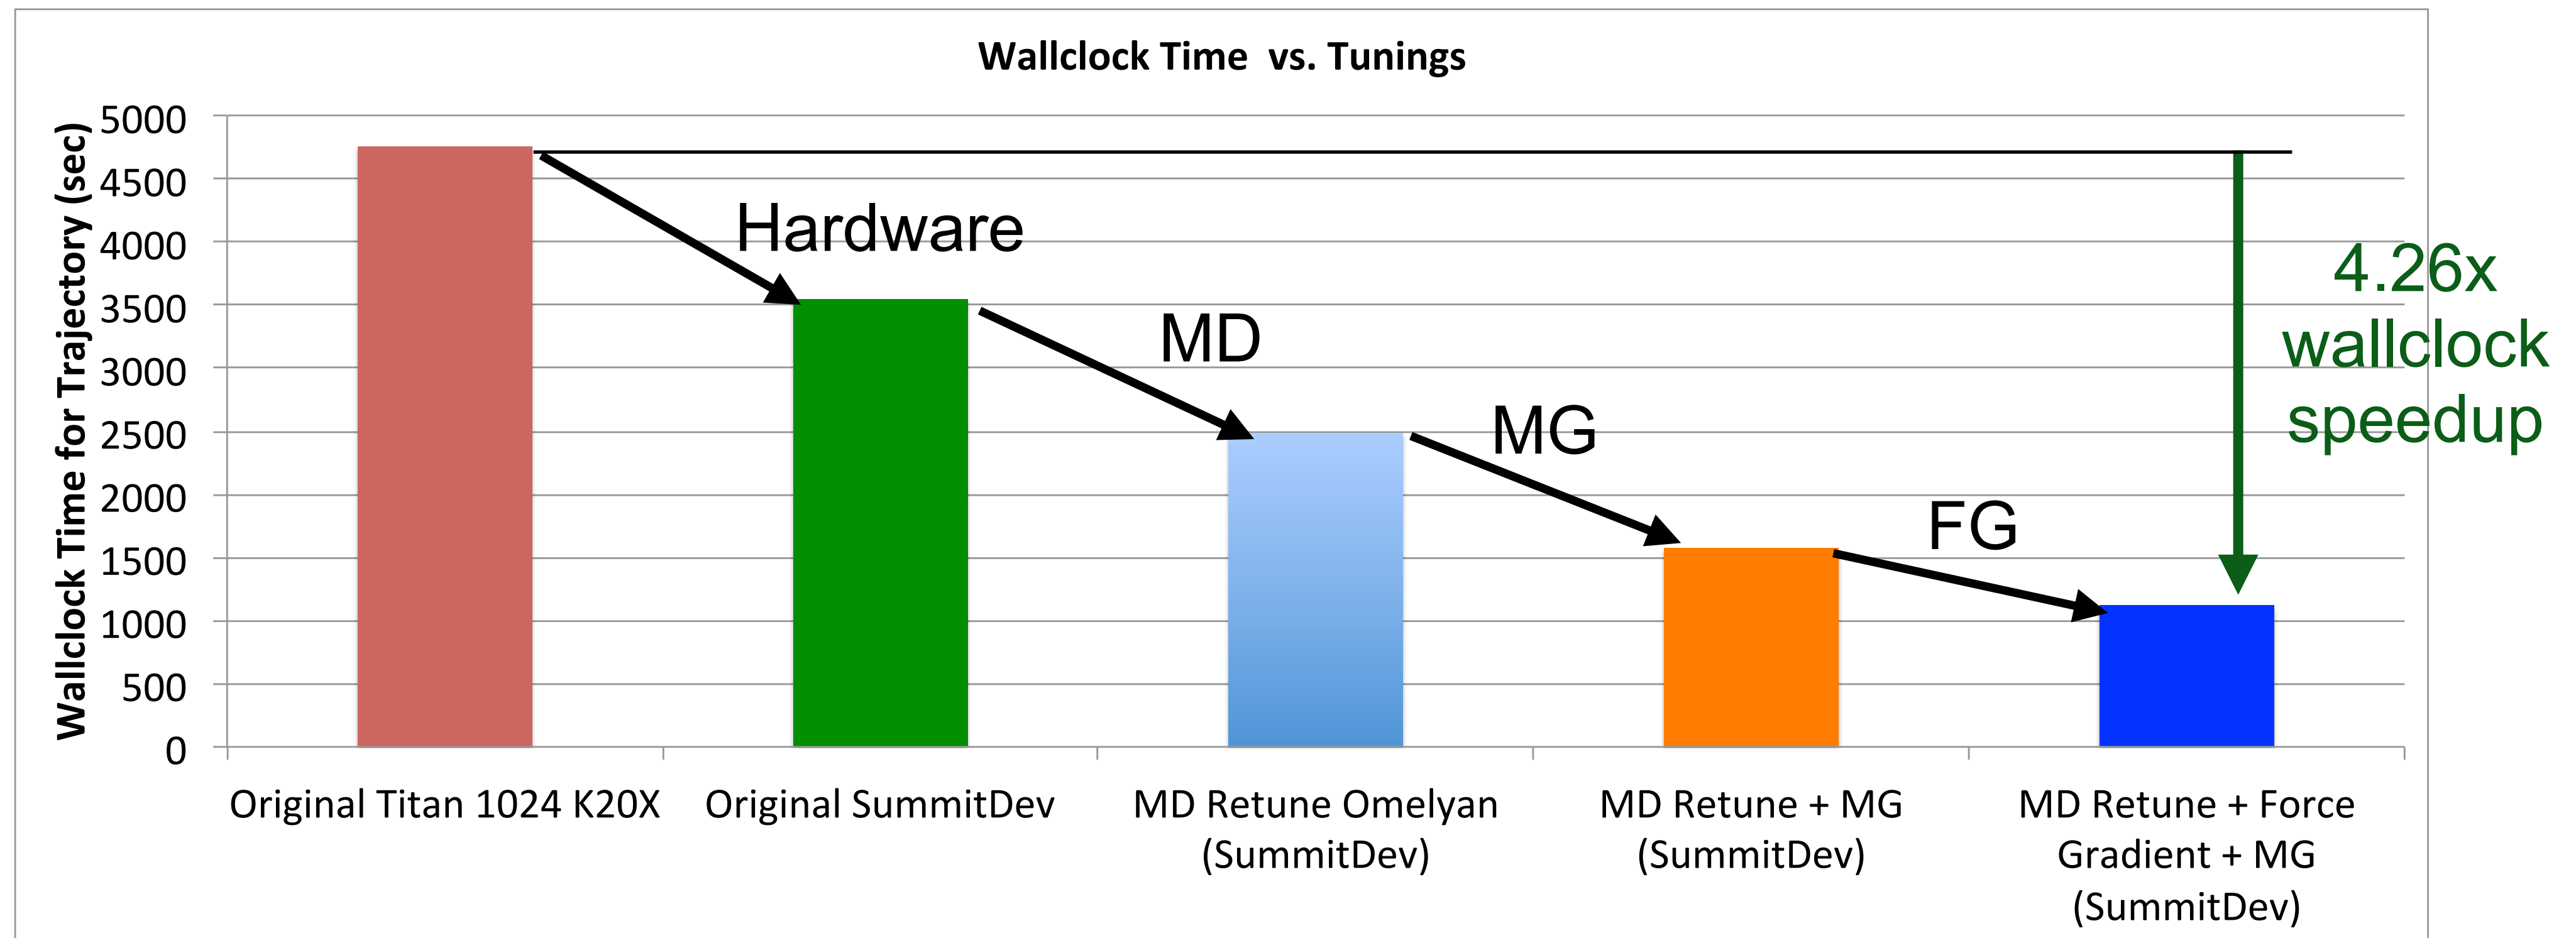 Wallclock Time vs. Tunings
Wallclock Time for Trajectory (sec)
5000
4500
4000
3500
3000
2500
2000
1500
1000
500
0
Hardware
MD
MG
FG
4.26x
wallclock
speedup
Original Titan 1024 K20X
Original SummitDev
MD Retune Omelyan
(SummitDev)
MD Retune + MG
(SummitDev)
MD Retune + Force
Gradient + MG
(SummitDev)